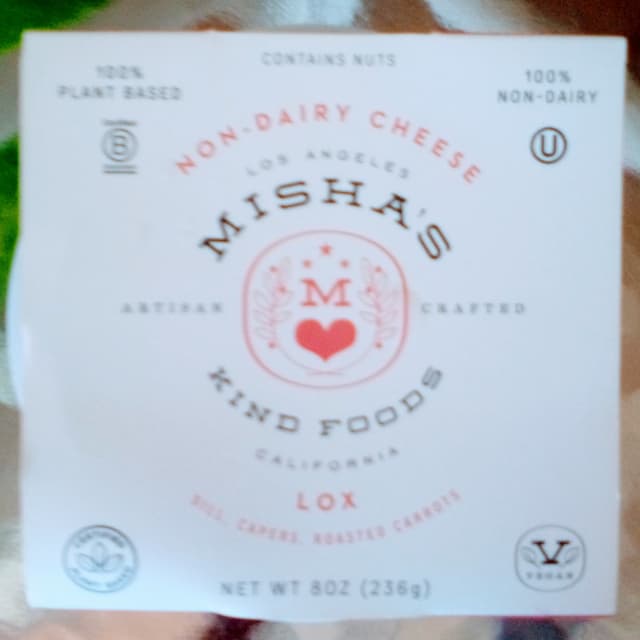 CONTAINS NUTS
100%
PLANT BASED
100%
NON-DAIRY
B
U
NON-DAIRY CHEESE
LOS ANGELES
MISHA'S
M
ARTISAN CRAFTED
KIND FOODS
CALIFORNIA
LOX
DILL, CAPERS, ROASTED CARROTS
V
VEGAN
NET WT 8OZ (236g)